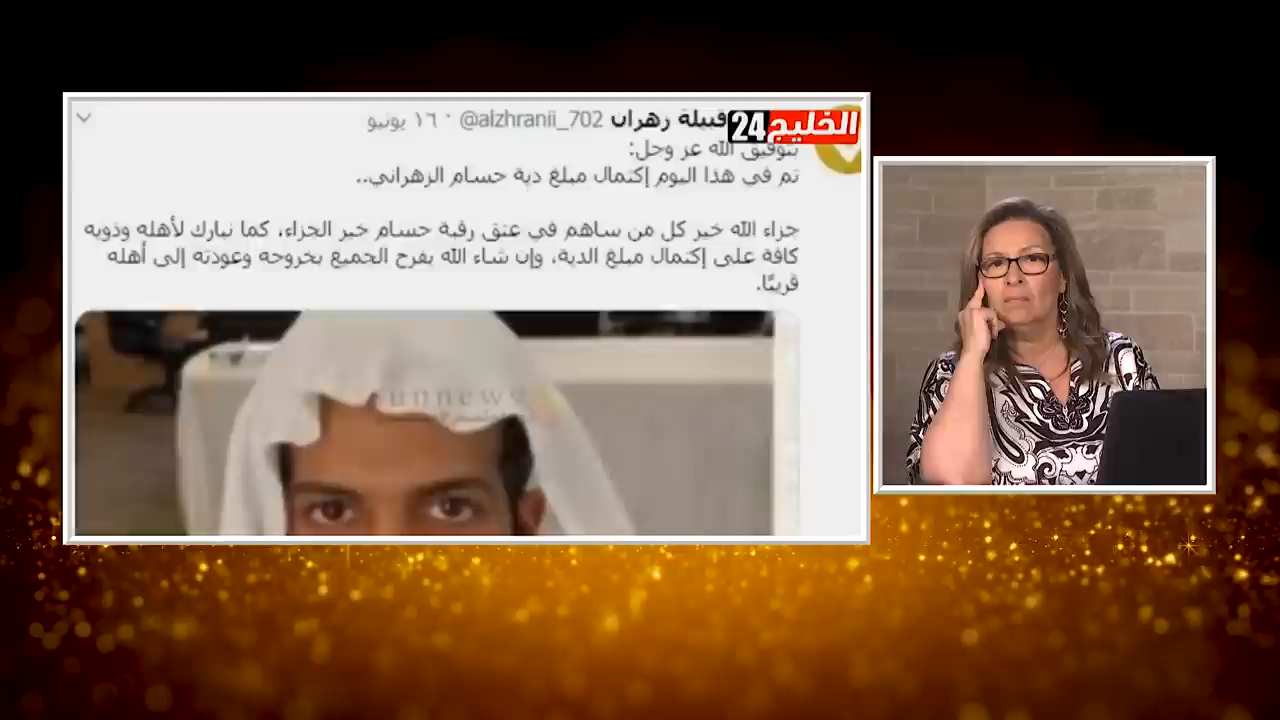 قبيلة زهران @alzhranii_702 · ١٦ يونيو
الخليج 24
بتوفيق الله عز وجل:
تم في هذا اليوم إكتمال مبلغ دية حسام الزهراني..
جزاء الله خير كل من ساهم في عتق رقبة حسام خير الجزاء، كما نبارك لأهله وذويه
كافة على إكتمال مبلغ الدية، وإن شاء الله يفرح الجميع بخروجه وعودته إلى أهله
قريبًا.